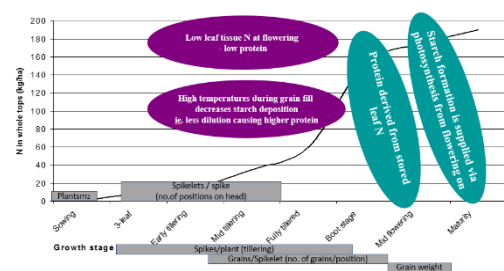 N in whole tops (kg/ha)
200
180
160
140
120
100
80
60
40
20
0
Low leaf tissue N at flowering
- low protein
High temperatures during grain fill
decreases starch deposition
ie. less dilution causing higher protein
Protein derived from stored
leaf N
Starch formation is supplied via
photosynthesis from flowering on
Plantsm2
Spikelets / spike
(no.of positions on head)
Sowing
3-leaf
Early tillering
Mid tillering
Fully tillered
Boot stage
Mid flowering
Maturity
Growth stage
Spikes/plant (tillering)
Grains/Spikelet (no. of grains/position)
Grain weight